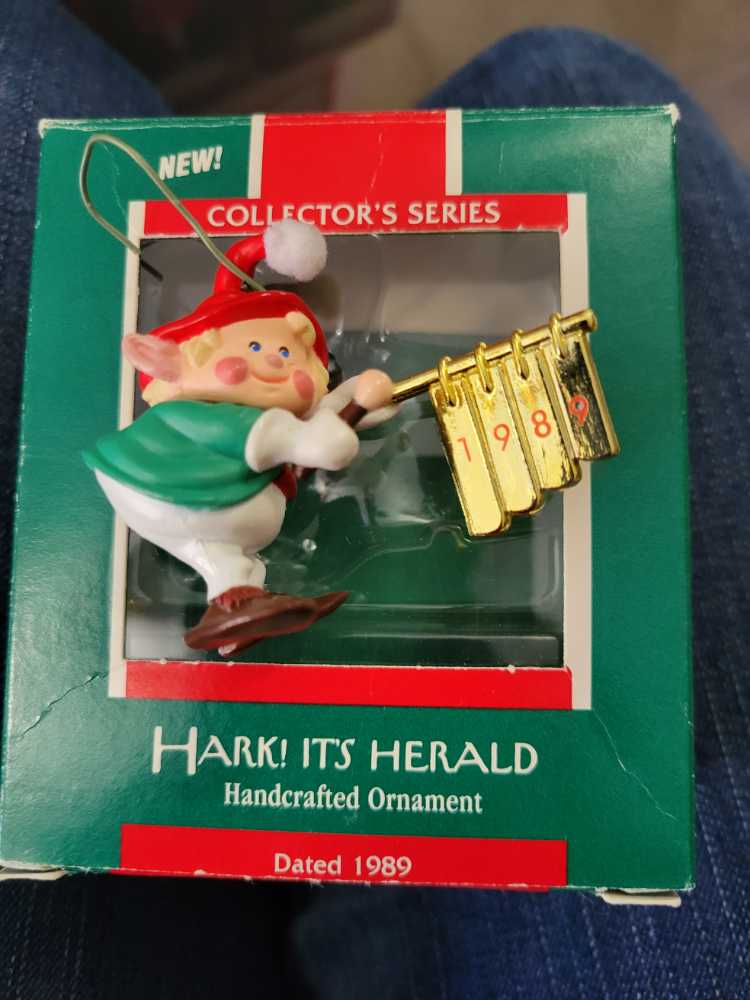 NEW!
COLLECTOR'S SERIES
1989
HARK! IT'S HERALD
Handcrafted Ornament
Dated 1989